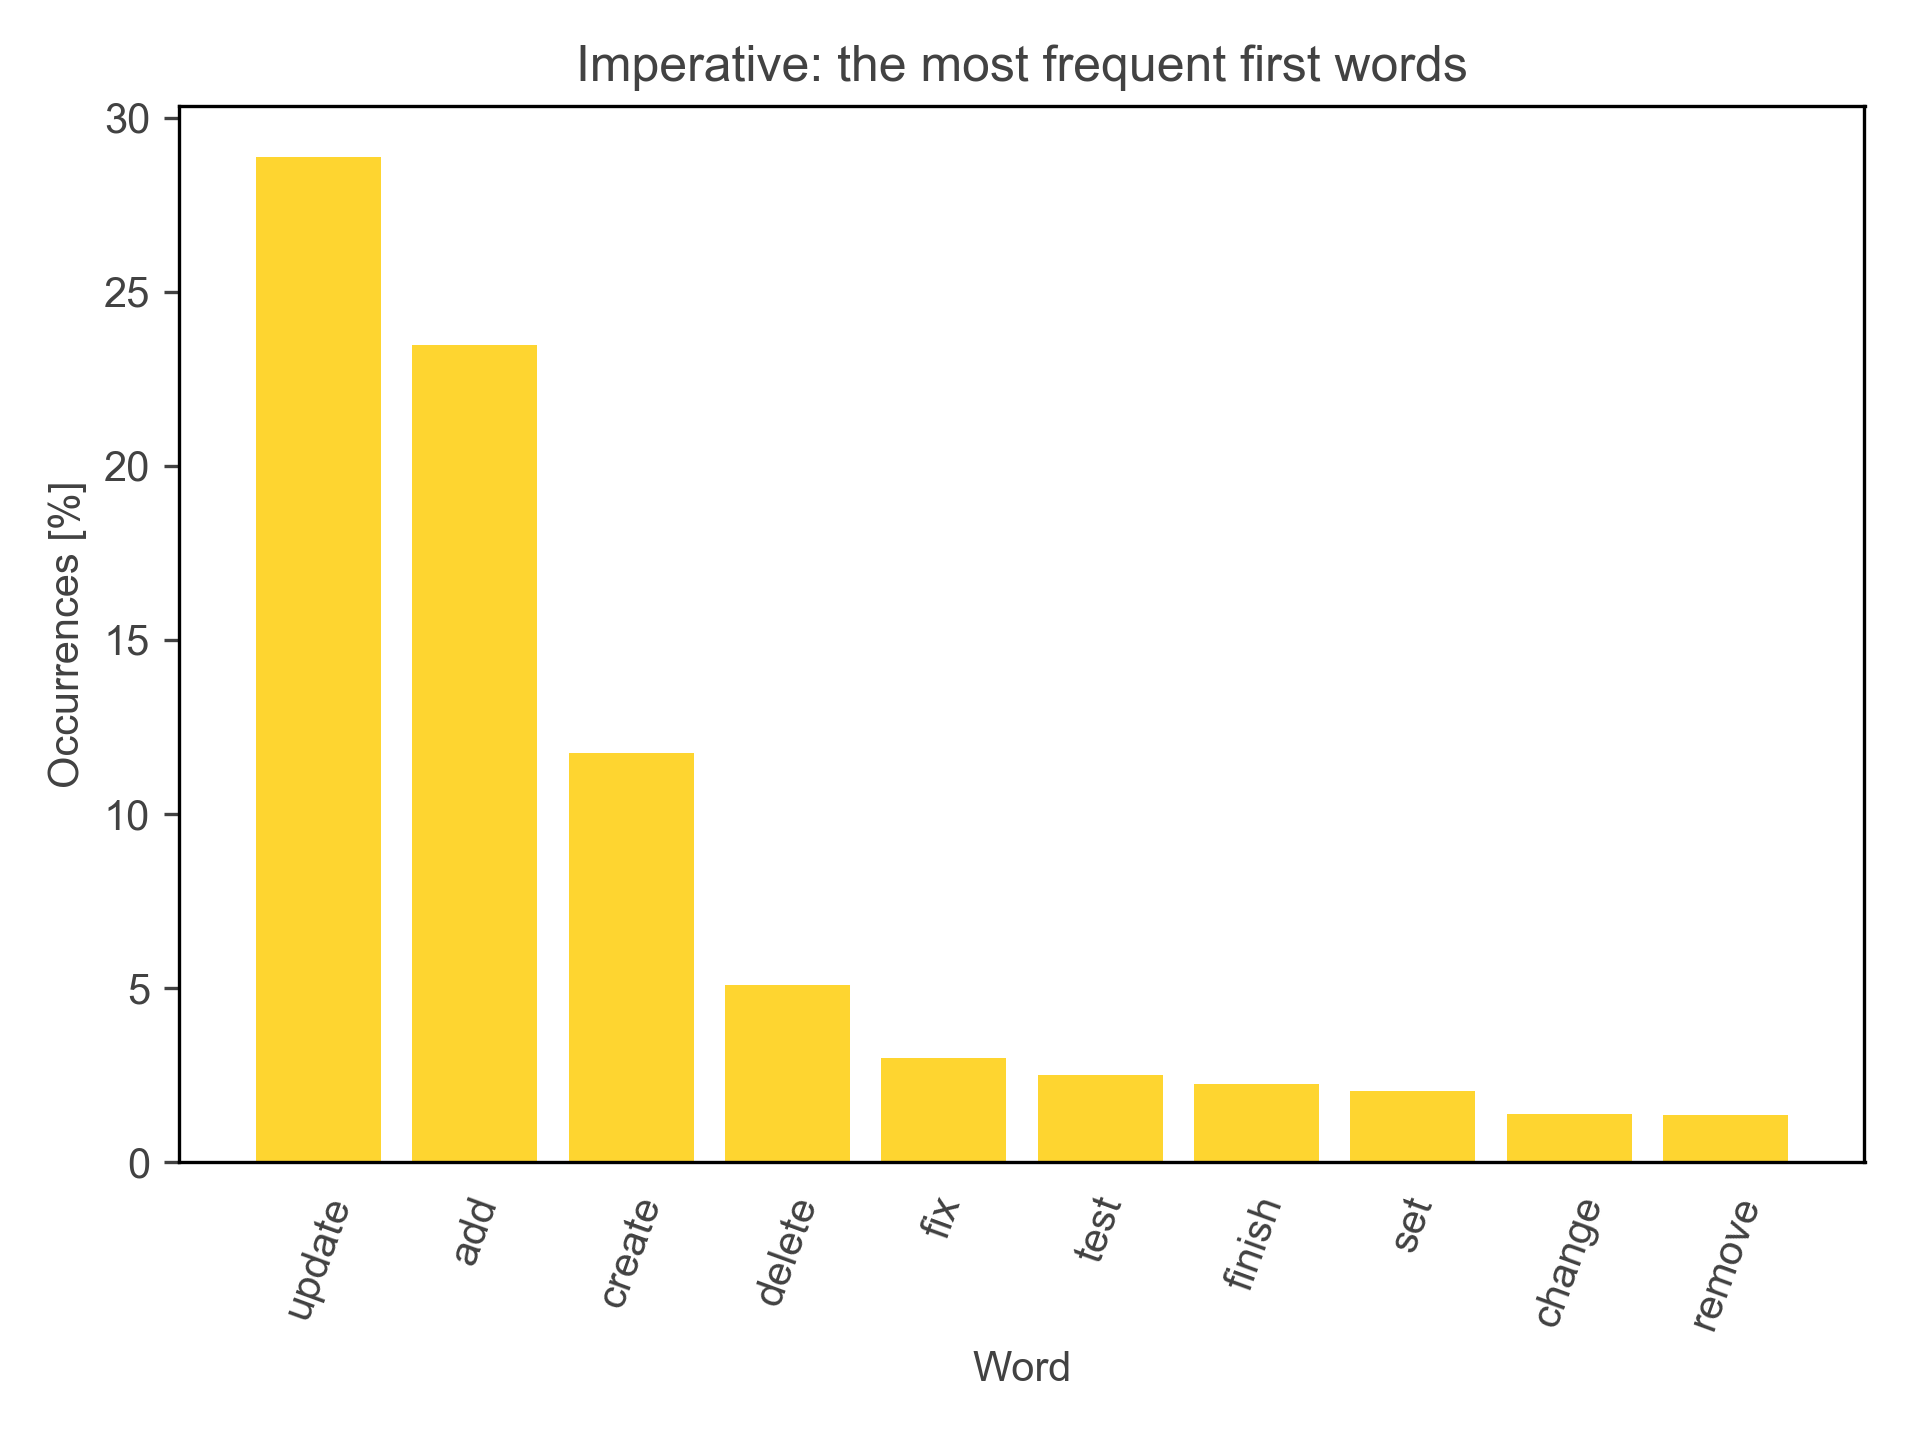 Imperative: the most frequent first words
Occurrences [%]
30
25
20
15
10
5
0
update
add
create
delete
fix
test
finish
set
change
remove
Word